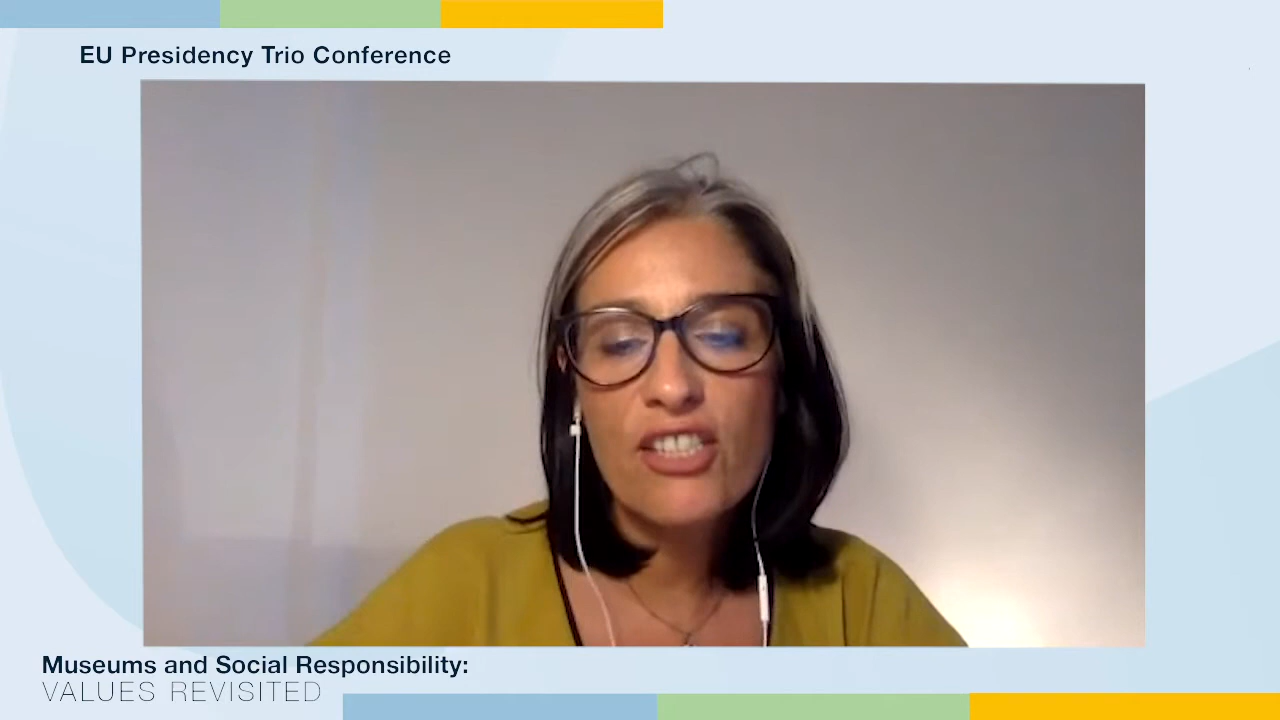 EU Presidency Trio Conference
Museums and Social Responsibility:
VALUES REVISITED